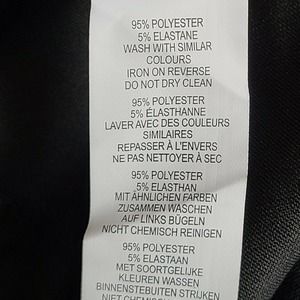 95% POLYESTER
5% ELASTANE
WASH WITH SIMILAR
COLOURS
IRON ON REVERSE
DO NOT DRY CLEAN
95% POLYESTER
5% ÉLASTHANNE
LAVER AVEC DES COULEURS
SIMILAIRES
REPASSER À L'ENVERS
NE PAS NETTOYER À SEC
95% POLYESTER
5% ELASTHAN
MIT ÄHNLICHEN FARBEN
ZUSAMMEN WASCHEN
AUF LINKS BÜGELN
NICHT CHEMISCH REINIGEN
95% POLYESTER
5% ELASTAAN
MET SOORTGELIJKE
KLEUREN WASSEN
BINNENSTEBUITEN STRIJKEN
NIET CHEMISCH